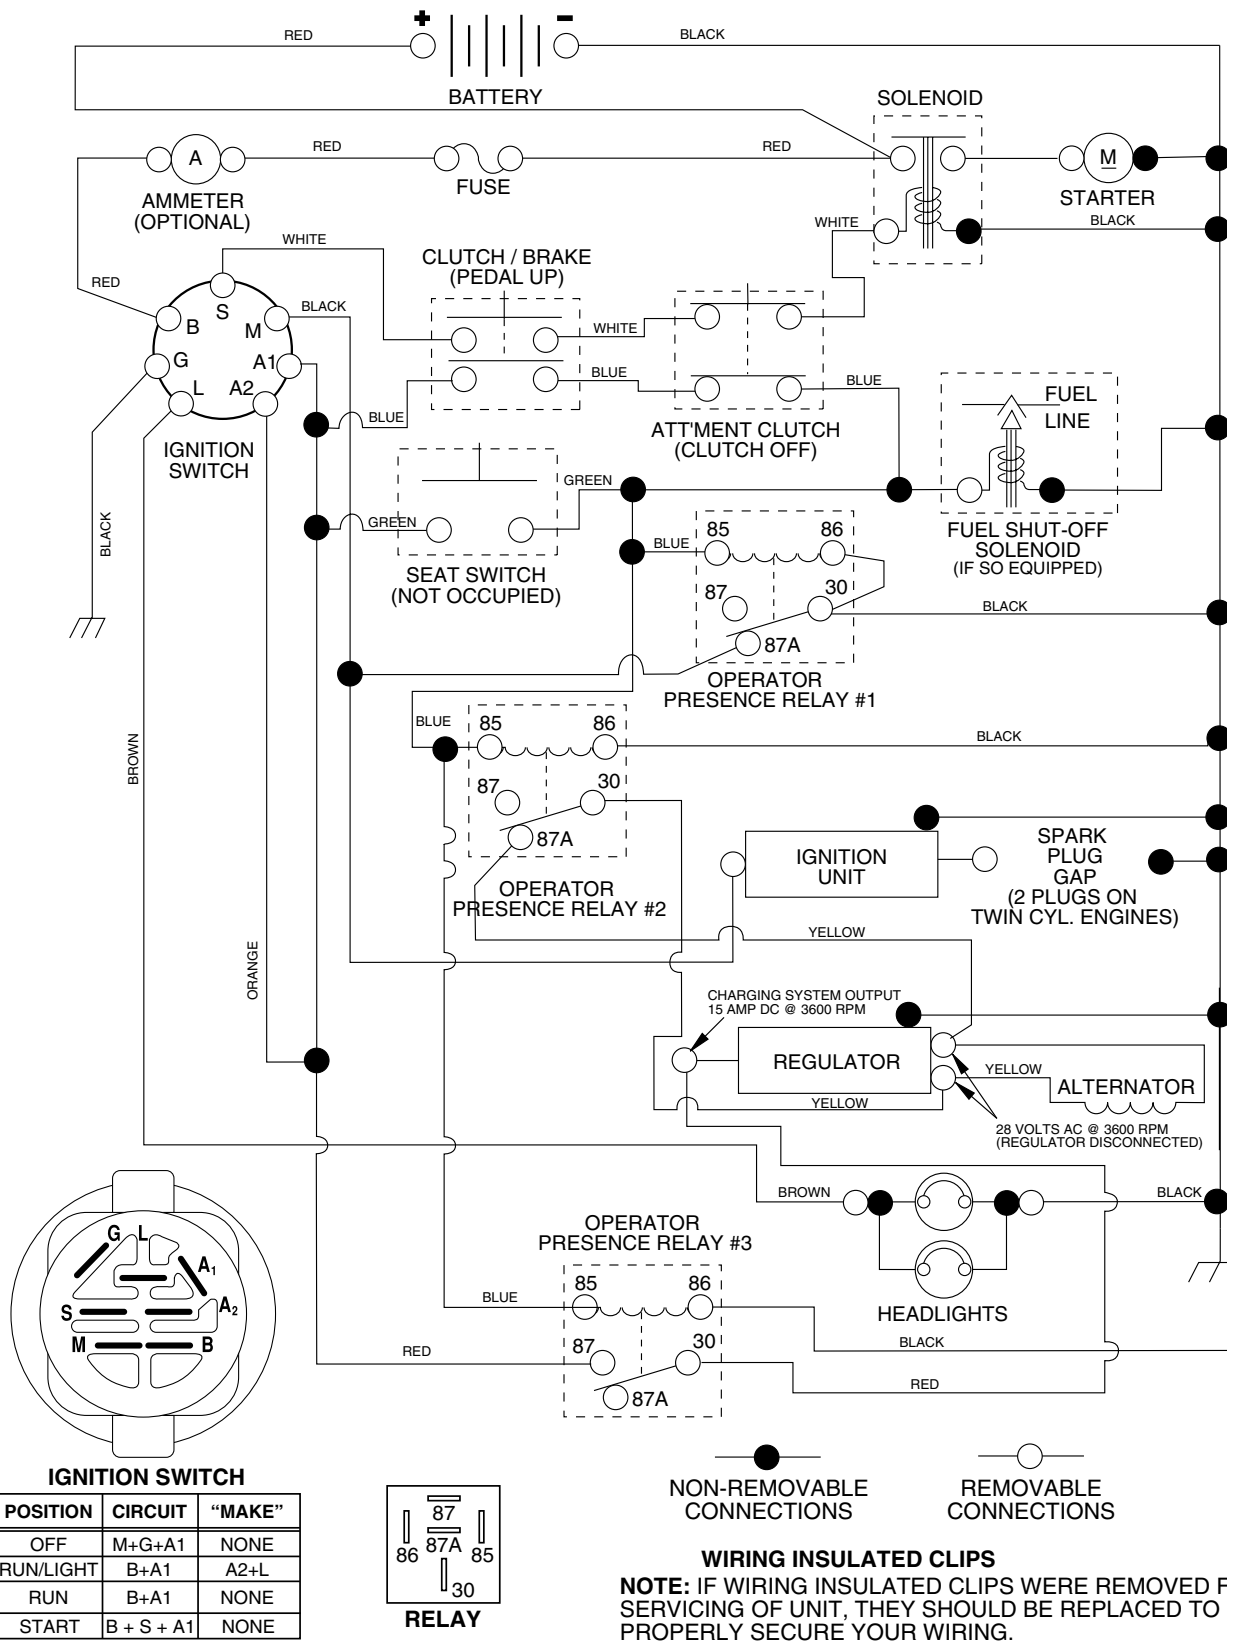 + −
RED
BLACK
BATTERY
SOLENOID
RED
RED
A
M
FUSE
STARTER
AMMETER
(OPTIONAL)
WHITE
BLACK
WHITE
CLUTCH / BRAKE
(PEDAL UP)
RED
BLACK
S
B
M
G
A1
L
A2
WHITE
BLUE
BLUE
BLUE
FUEL
LINE
IGNITION
SWITCH
ATT'MENT CLUTCH
(CLUTCH OFF)
GREEN
GREEN
BLACK
85
86
BLUE
FUEL SHUT-OFF
SOLENOID
(IF SO EQUIPPED)
SEAT SWITCH
(NOT OCCUPIED)
87
30
BLACK
87A
OPERATOR
PRESENCE RELAY #1
BLUE
85
86
BLACK
BROWN
87
30
87A
OPERATOR
PRESENCE RELAY #2
IGNITION
UNIT
SPARK
PLUG
GAP
(2 PLUGS ON
TWIN CYL. ENGINES)
YELLOW
ORANGE
CHARGING SYSTEM OUTPUT
15 AMP DC @ 3600 RPM
REGULATOR
YELLOW
ALTERNATOR
YELLOW
28 VOLTS AC @ 3600 RPM
(REGULATOR DISCONNECTED)
BROWN
BLACK
OPERATOR
PRESENCE RELAY #3
HEADLIGHTS
85
86
BLUE
BLACK
RED
87
30
RED
87A
G
L
A1
A2
S
M
B
IGNITION SWITCH
POSITION CIRCUIT “MAKE”
OFF M+G+A1 NONE
RUN/LIGHT B+A1 A2+L
RUN B+A1 NONE
START B + S + A1 NONE
87
87A
86
85
30
RELAY
NON-REMOVABLE
CONNECTIONS
REMOVABLE
CONNECTIONS
WIRING INSULATED CLIPS
NOTE: IF WIRING INSULATED CLIPS WERE REMOVED F
SERVICING OF UNIT, THEY SHOULD BE REPLACED TO
PROPERLY SECURE YOUR WIRING.